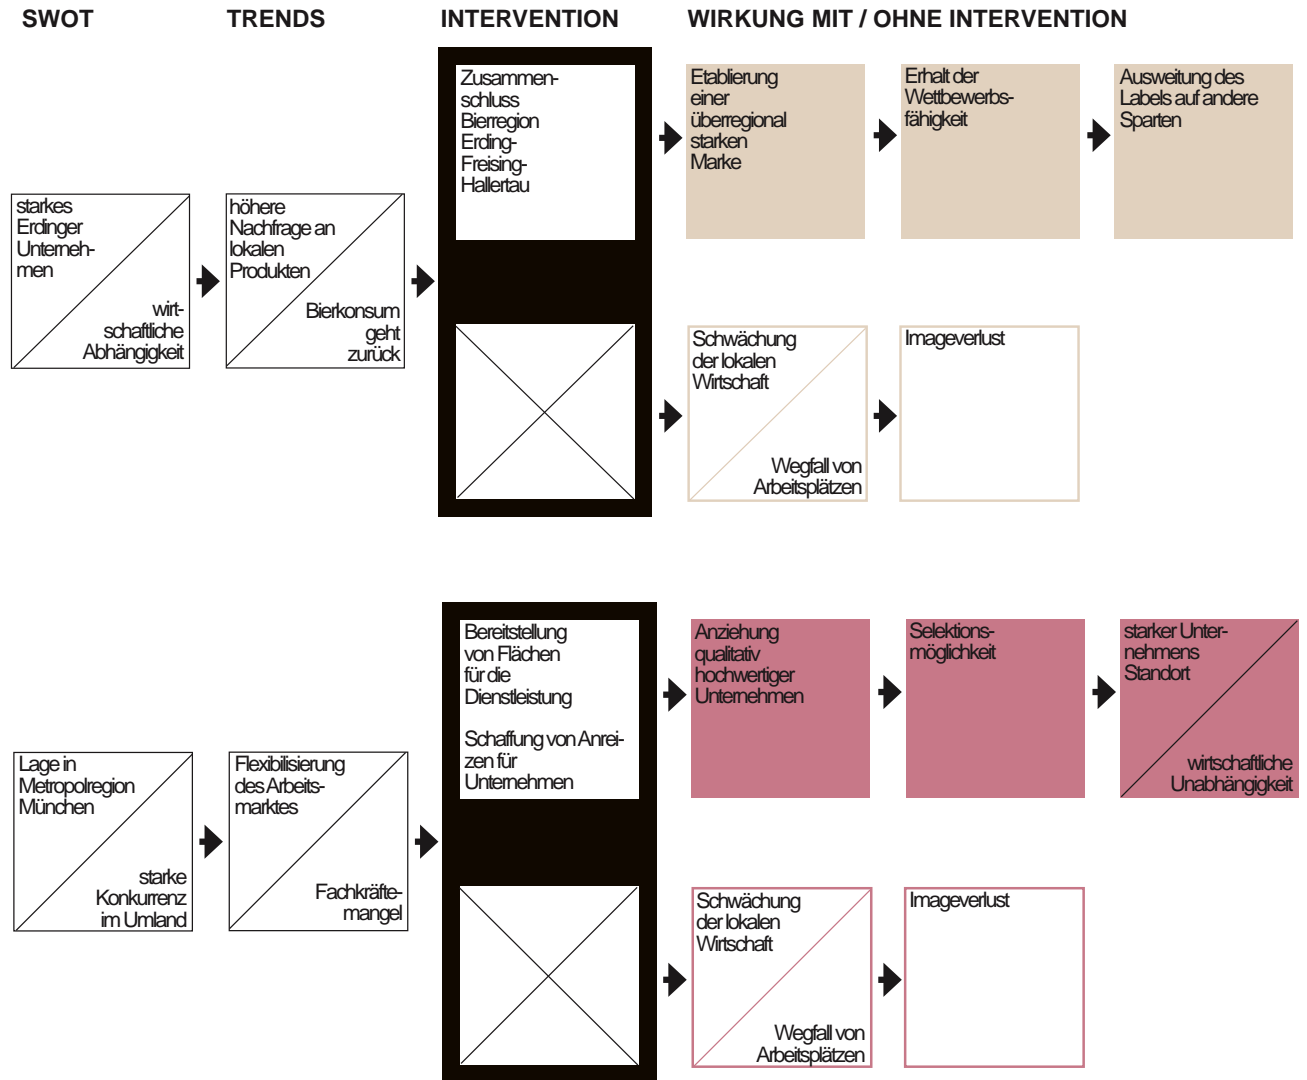 SWOT
TRENDS
INTERVENTION
WIRKUNG MIT / OHNE INTERVENTION
starkes
Erdinger
Unterneh-
men
wirt-
schaftliche
Abhängigkeit
höhere
Nachfrage an
lokalen
Produkten
Bierkonsum
geht
zurück
Zusammen-
schluss
Bierregion
Erding-
Freising-
Hallertau
Etablierung
einer
überregional
starken
Marke
Erhalt der
Wettbewerbs-
fähigkeit
Ausweitung des
Labels auf andere
Sparten
Schwächung
der lokalen
Wirtschaft
Wegfall von
Arbeitsplätzen
Imageverlust
Lage in
Metropolregion
München
starke
Konkurrenz
im Umland
Flexibilisierung
des Arbeits-
marktes
Fachkräfte-
mangel
Bereitstellung
von Flächen
für die
Dienstleistung
Schaffung von Anrei-
zen für
Unternehmen
Anziehung
qualitativ
hochwertiger
Unternehmen
Selektions-
möglichkeit
starker Unter-
nehmens
Standort
wirtschaftliche
Unabhängigkeit
Schwächung
der lokalen
Wirtschaft
Wegfall von
Arbeitsplätzen
Imageverlust